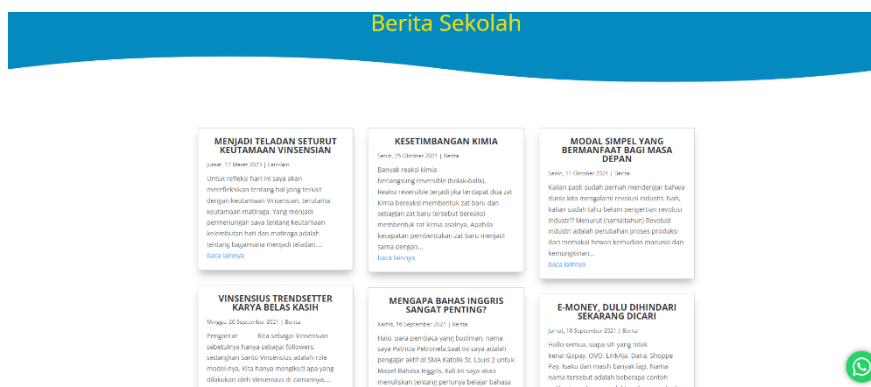 Berita Sekolah
MENJADI TELADAN SETURUT
KEUTAMAAN VINSENSIAN
Jumat, 17 Maret 2023 | Lain-lain
Untuk refleksi hari ini saya akan
merefleksikan tentang hal yang terkait
dengan keutamaan Vinsensian, terutama
keutamaan matiraga. Yang menjadi
permenungan saya tentang keutamaan
kelembutan hati dan matiraga adalah
tentang bagaimana menjadi teladan....
baca lainnya
KESETIMBANGAN KIMIA
Senin, 25 Oktober 2021 | Berita
Banyak reaksi kimia
berlangsung reversible (bolak-balik).
Reaksi reversible terjadi jika terdapat dua zat
kimia bereaksi membentuk zat baru dan
sebagian zat baru tersebut bereaksi
membentuk zat kimia asalnya. Apabila
kecepatan pembentukan zat baru menjadi
sama dengan...
baca lainnya
MODAL SIMPEL YANG
BERMANFAAT BAGI MASA
DEPAN
Senin, 11 Oktober 2021 | Berita
Kalian pasti sudah pernah mendengar bahwa
dunia kita mengalami revolusi industri. Nah,
kalian sudah tahu belum pengertian revolusi
industri? Menurut (nama(tahun) Revolusi
industri adalah perubahan proses produksi
dari memakai hewan kemudian manusia dan
kemungkinan...
baca lainnya
VINSENSIUS TRENDSETTER
KARYA BELAS KASIH
Minggu, 26 September 2021 | Berita
Pengantar Kita sebagai Vinsensian
sebetulnya hanya sebagai followers,
sedangkan Santo Vinsensius adalah role
model-nya. Kita hanya mengikuti apa yang
dilakukan oleh Vinsensius di zamannya,...
MENGAPA BAHAS INGGRIS
SANGAT PENTING?
Kamis, 16 September 2021 | Berita
Halo, para pembaca yang budiman, nama
saya Patricia Petronela.Saat ini saya adalah
pengajar aktif di SMA Katolik St. Louis 2 untuk
Mapel Bahasa Inggris. Kali ini saya akan
menuliskan tentang perlunya belajar bahasa
E-MONEY, DULU DIHINDARI
SEKARANG DICARI
Jumat, 10 September 2021 | Berita
Hallo semua, siapa sih yang tidak
kenal Gopay, OVO, LinkAja, Dana, Shoppe
Pay, Isaku dan masih banyak lagi. Nama
nama tersebut adalah beberapa contoh